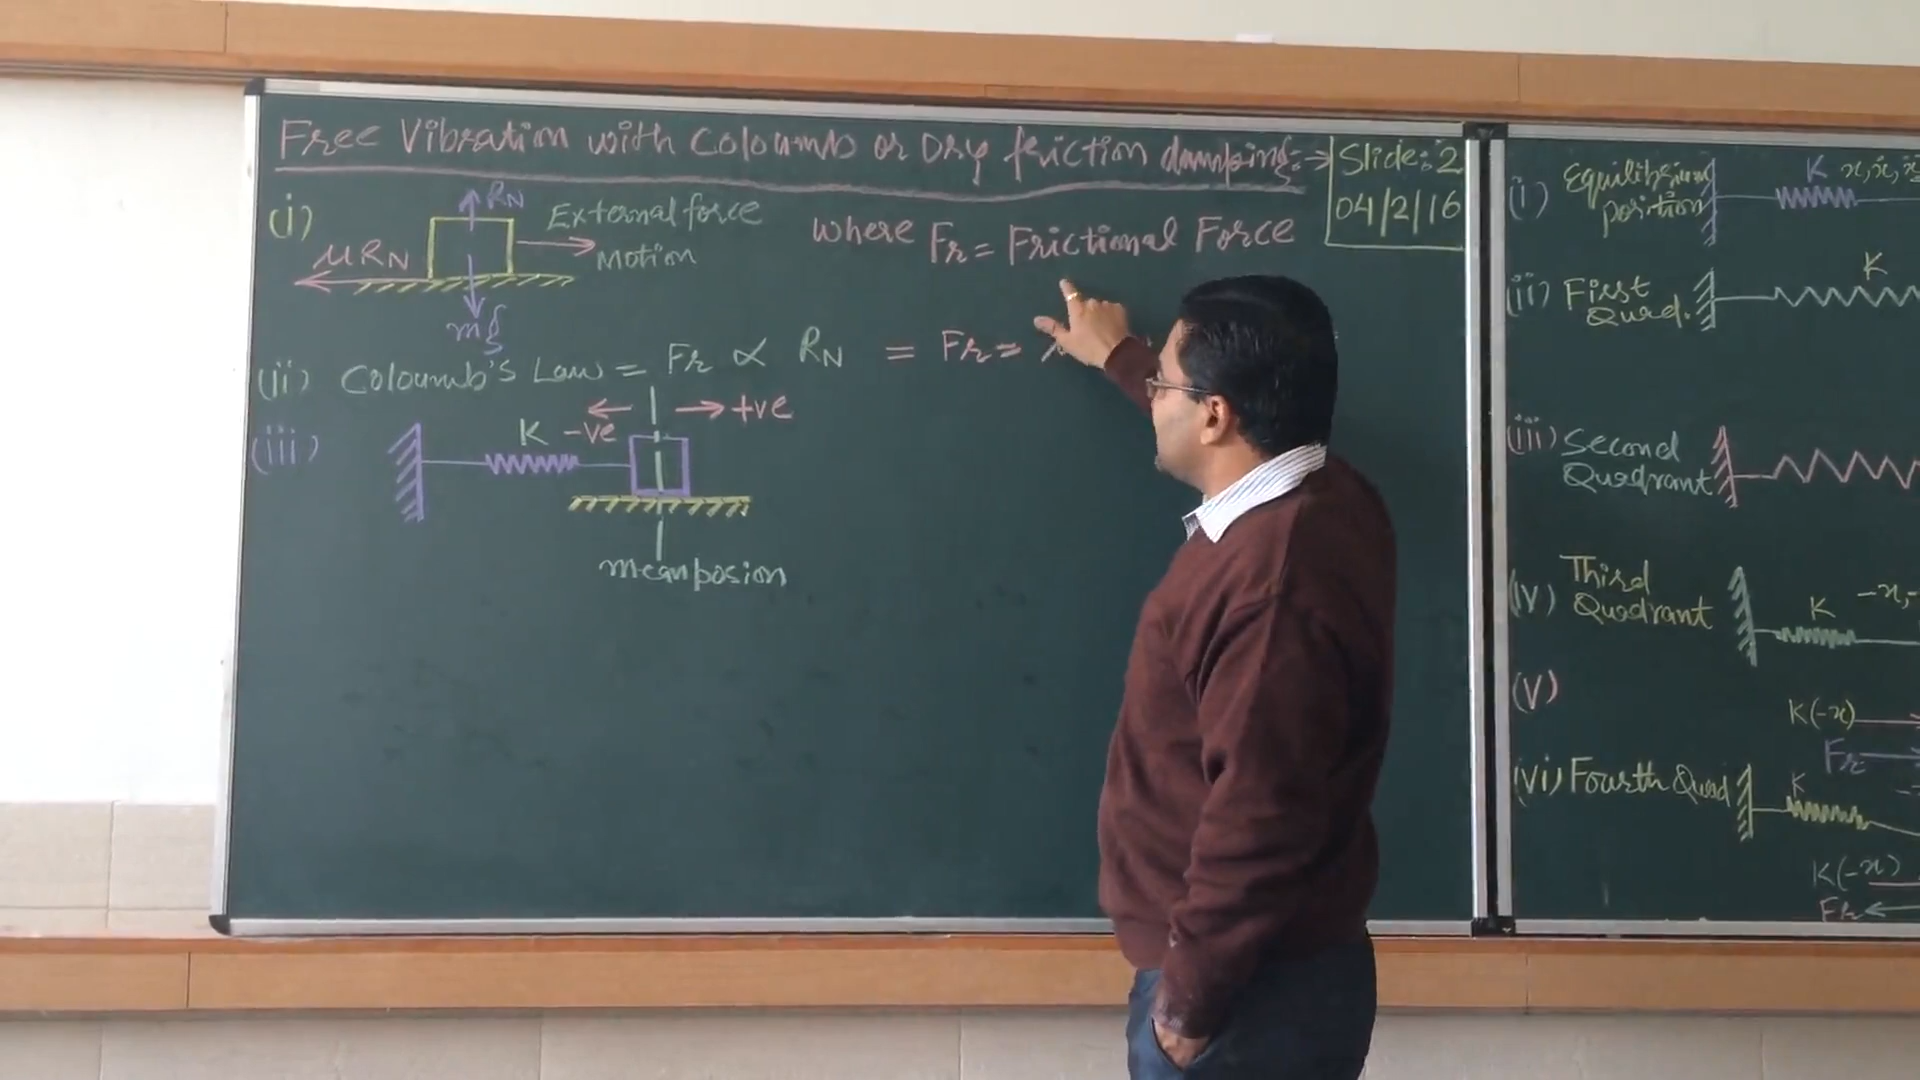 Free Vibration with Coloumb or Dry friction damping:→
Slide:2
04/2/16
(i)
RN
External force
Motion
μRN
mg
where Fr = Frictional Force
(ii) Coloumb's Law = Fr ∝ RN = Fr =
(iii)
K
-ve
+ve
mean posion
(i) Equilibrium position
K x, ẋ, ẍ
(ii) First Quad.
K
(iii) Second Quadrant
(iv) Third Quadrant
K -x,
(v)
K(-x)
Fr
(vi) Fourth Quad
K
K(-x)
Fr